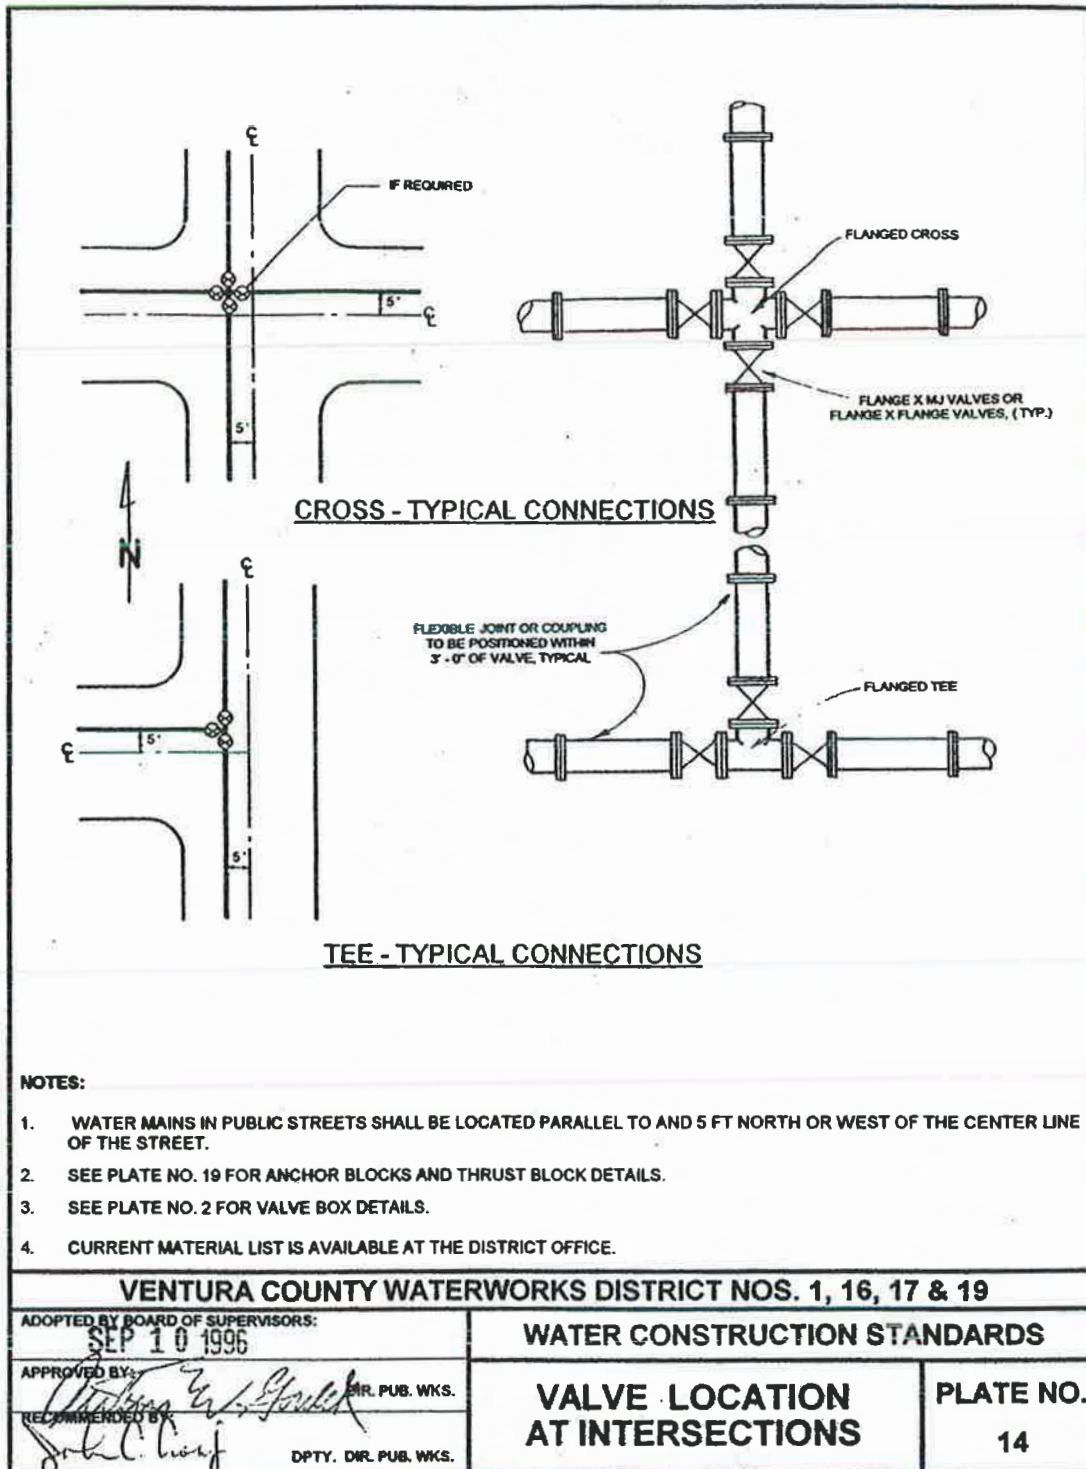 ℄
IF REQUIRED
5'
℄
5'
FLANGED CROSS
FLANGE X MJ VALVES OR
FLANGE X FLANGE VALVES, (TYP.)
CROSS - TYPICAL CONNECTIONS
N
℄
FLEXIBLE JOINT OR COUPLING
TO BE POSITIONED WITHIN
3' - 0" OF VALVE, TYPICAL
FLANGED TEE
5'
℄
5'
TEE - TYPICAL CONNECTIONS
NOTES:
1. WATER MAINS IN PUBLIC STREETS SHALL BE LOCATED PARALLEL TO AND 5 FT NORTH OR WEST OF THE CENTER LINE
OF THE STREET.
2. SEE PLATE NO. 19 FOR ANCHOR BLOCKS AND THRUST BLOCK DETAILS.
3. SEE PLATE NO. 2 FOR VALVE BOX DETAILS.
4. CURRENT MATERIAL LIST IS AVAILABLE AT THE DISTRICT OFFICE.
VENTURA COUNTY WATERWORKS DISTRICT NOS. 1, 16, 17 & 19
ADOPTED BY BOARD OF SUPERVISORS:
SEP 10 1996
APPROVED BY:
DIR. PUB. WKS.
RECOMMENDED BY:
DPTY. DIR. PUB. WKS.
WATER CONSTRUCTION STANDARDS
VALVE LOCATION
AT INTERSECTIONS
PLATE NO.
14